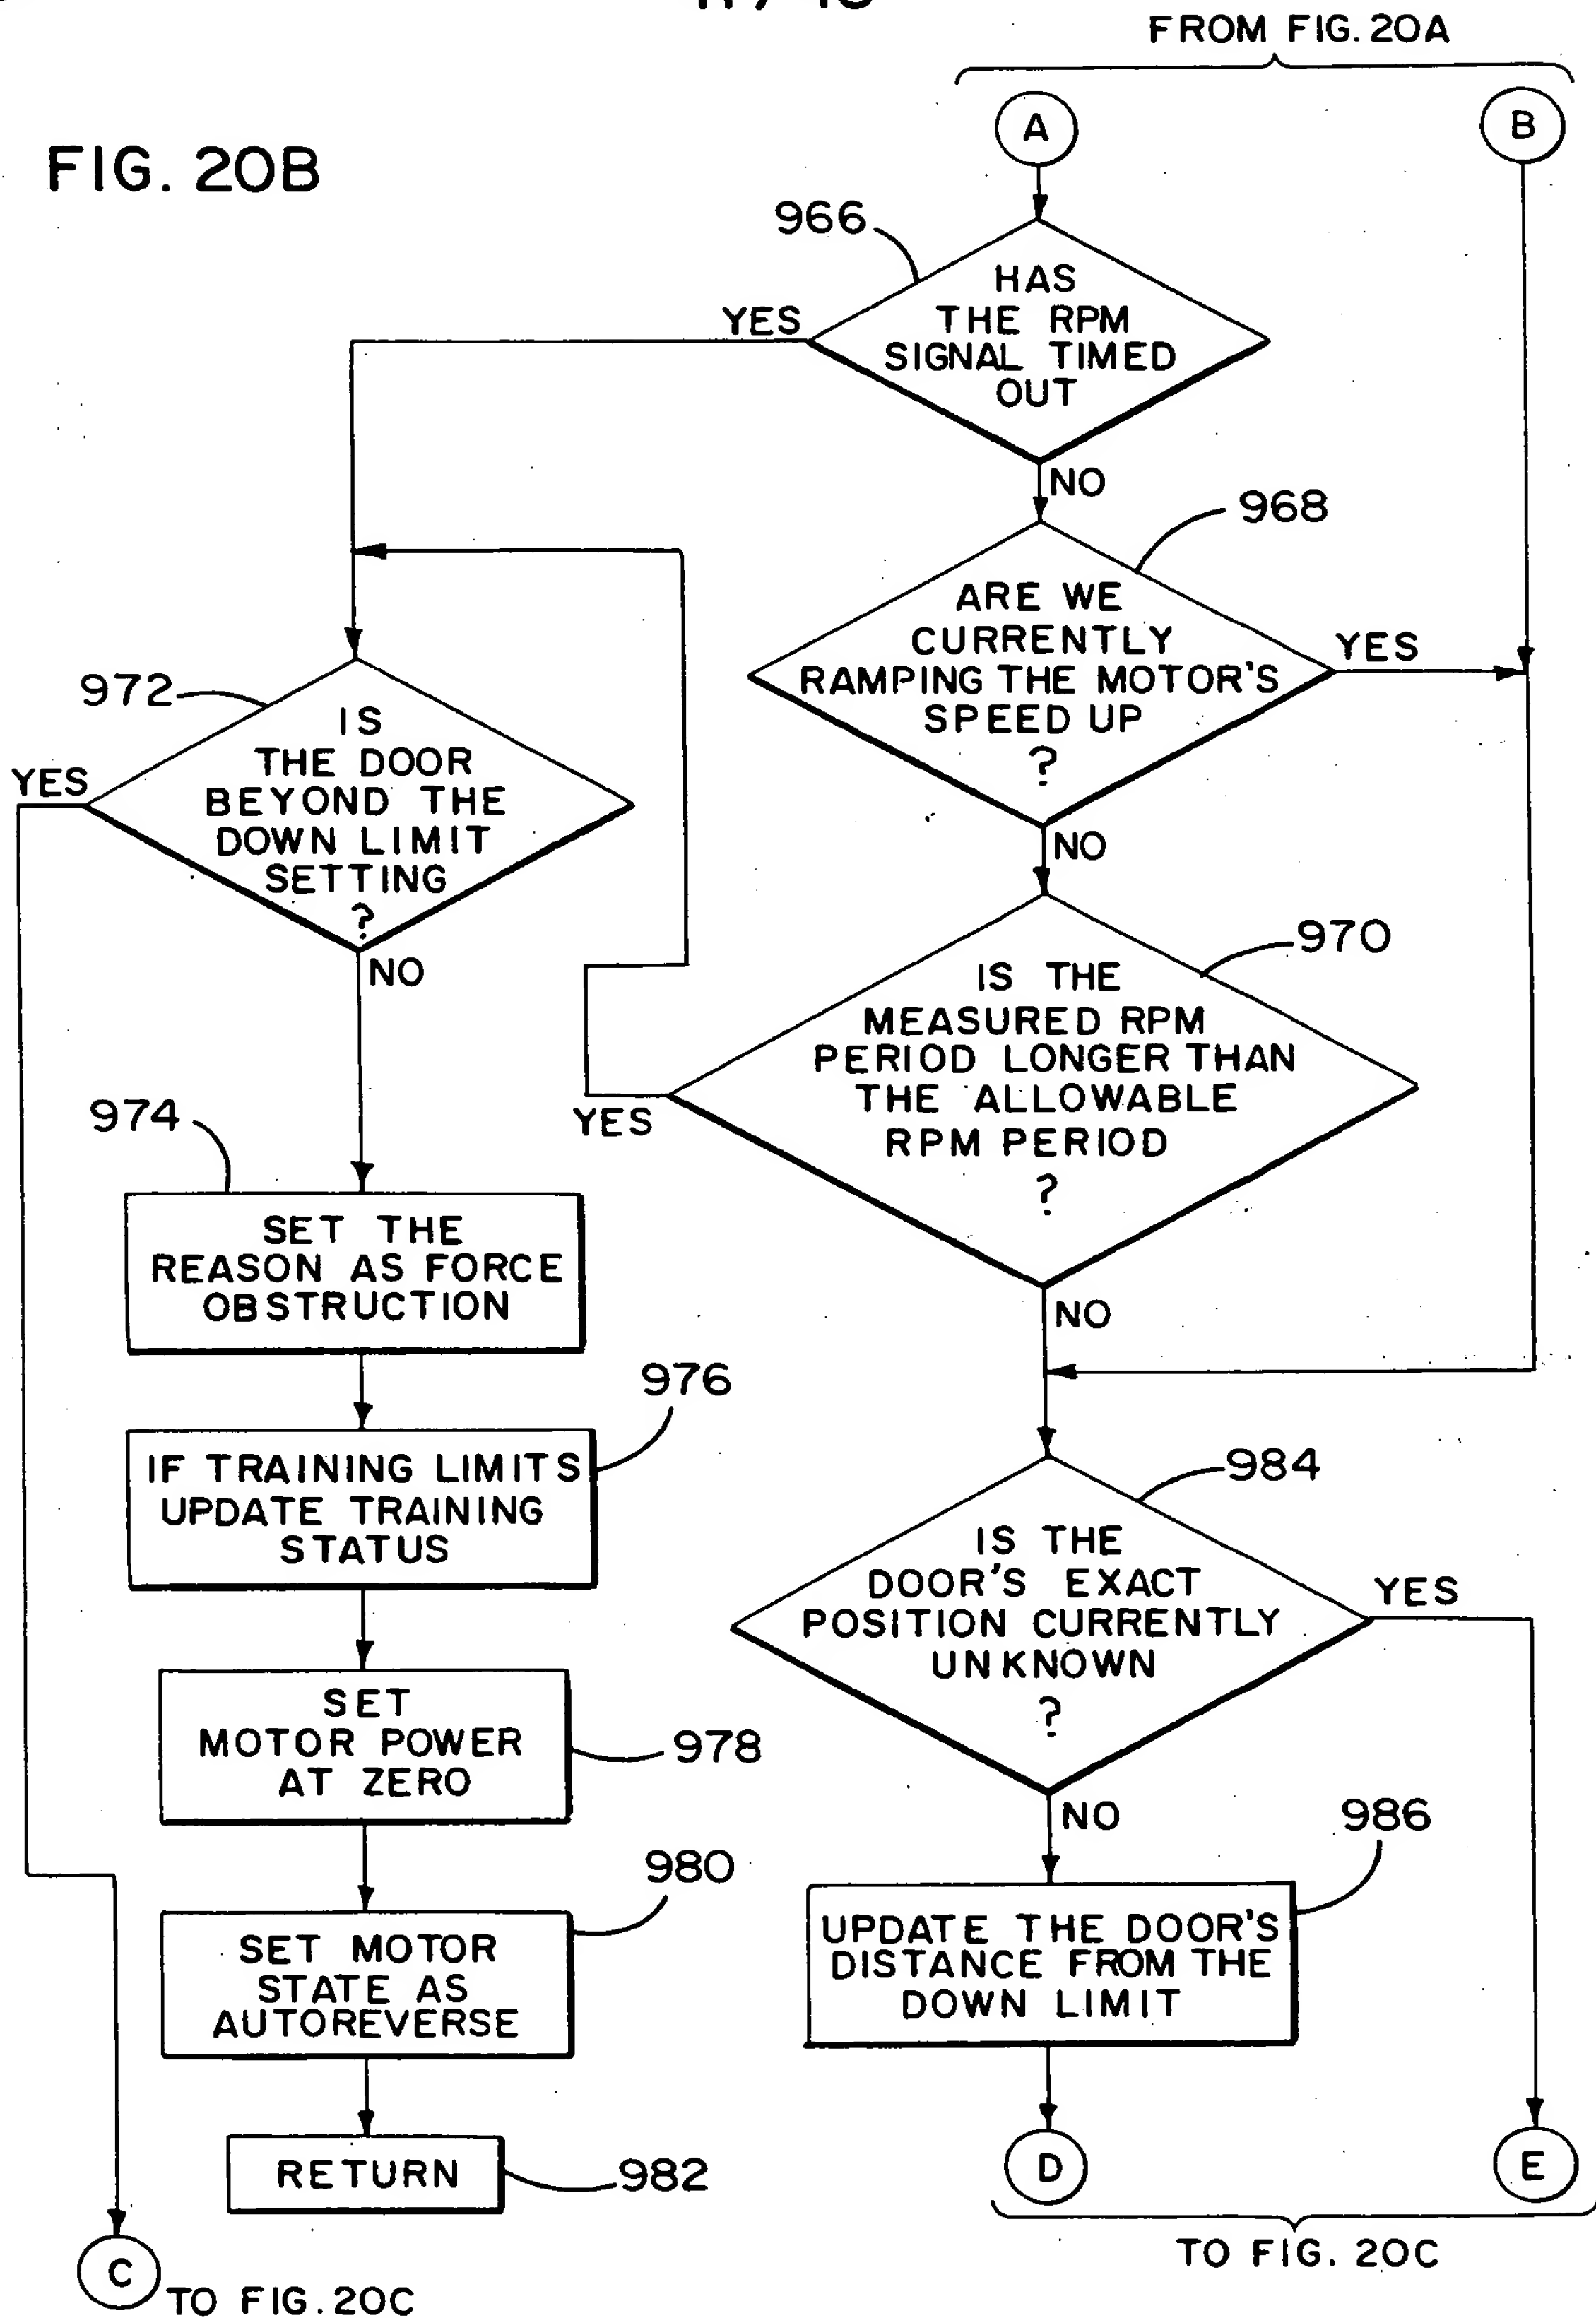 FROM FIG. 20A
A
B
FIG. 20B
966
HAS
THE RPM
SIGNAL TIMED
OUT
YES
NO
968
ARE WE
CURRENTLY
RAMPING THE MOTOR'S
SPEED UP
?
YES
NO
972
IS
THE DOOR
BEYOND THE
DOWN LIMIT
SETTING
?
YES
NO
970
IS THE
MEASURED RPM
PERIOD LONGER THAN
THE ALLOWABLE
RPM PERIOD
?
YES
NO
974
SET THE
REASON AS FORCE
OBSTRUCTION
976
IF TRAINING LIMITS
UPDATE TRAINING
STATUS
984
IS THE
DOOR'S EXACT
POSITION CURRENTLY
UNKNOWN
?
YES
NO
SET
MOTOR POWER
AT ZERO
978
980
SET MOTOR
STATE AS
AUTOREVERSE
986
UPDATE THE DOOR'S
DISTANCE FROM THE
DOWN LIMIT
RETURN
982
D
E
TO FIG. 20C
C
TO FIG. 20C